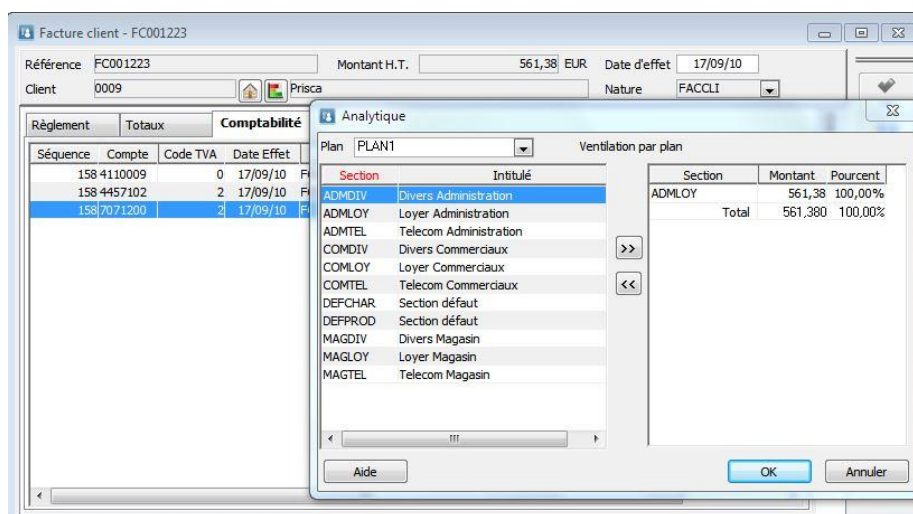 Facture client - FC001223
Référence FC001223 Montant H.T. 561,38 EUR Date d'effet 17/09/10
Client 0009 Prisca Nature FACCLI
Règlement Totaux Comptabilité
Séquence Compte Code TVA Date Effet
158 4110009 0 17/09/10
158 4457102 2 17/09/10
158 7071200 2 17/09/10
Analytique
Plan PLAN1 Ventilation par plan
Section Intitulé
ADMDIV Divers Administration
ADMLOY Loyer Administration
ADMTEL Telecom Administration
COMDIV Divers Commerciaux
COMLOY Loyer Commerciaux
COMTEL Telecom Commerciaux
DEFCHAR Section défaut
DEFPROD Section défaut
MAGDIV Divers Magasin
MAGLOY Loyer Magasin
MAGTEL Telecom Magasin
>>
<<
Section Montant Pourcent
ADMLOY 561,38 100,00%
Total 561,380 100,00%
Aide OK Annuler